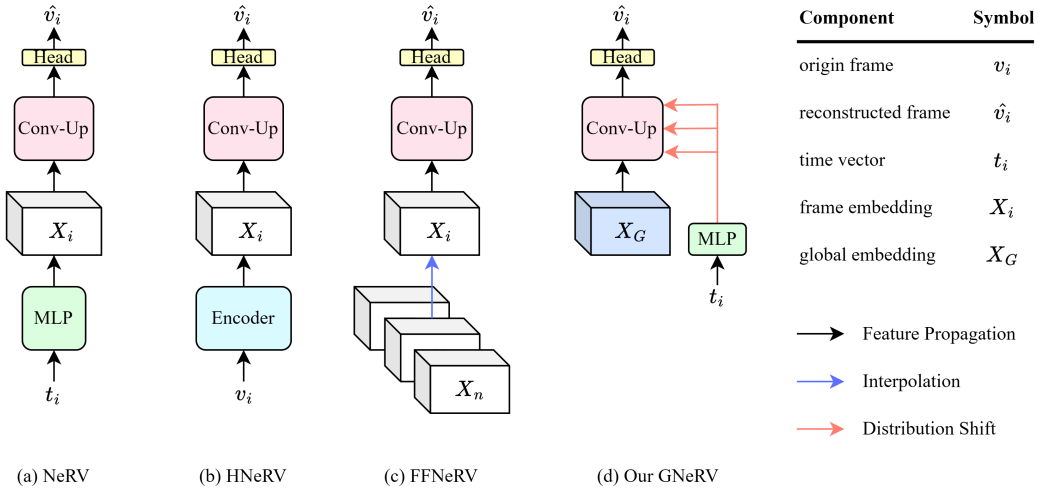 v̂ᵢ
Head
Conv-Up
Xᵢ
MLP
tᵢ
(a) NeRV
v̂ᵢ
Head
Conv-Up
Xᵢ
Encoder
vᵢ
(b) HNeRV
v̂ᵢ
Head
Conv-Up
Xᵢ
Xₙ
(c) FFNeRV
v̂ᵢ
Head
Conv-Up
X_G
MLP
tᵢ
(d) Our GNeRV
Component Symbol
origin frame vᵢ
reconstructed frame v̂ᵢ
time vector tᵢ
frame embedding Xᵢ
global embedding X_G
Feature Propagation
Interpolation
Distribution Shift